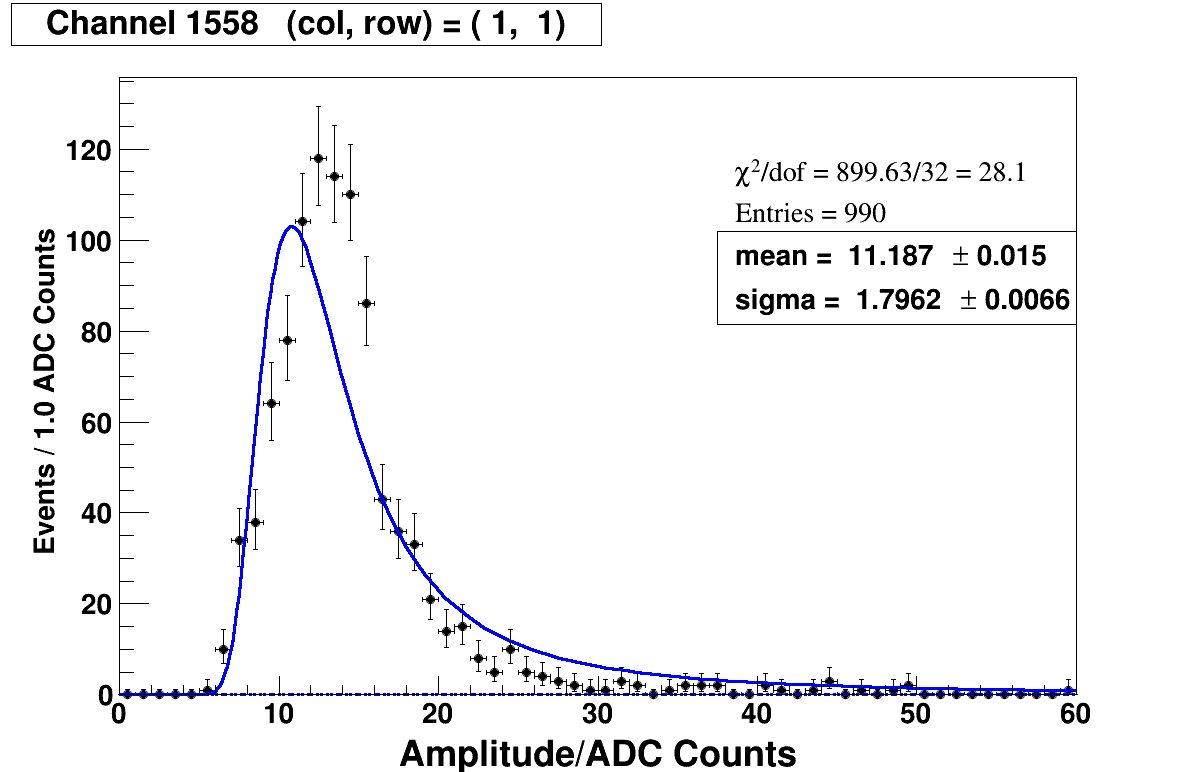 Channel 1558 (col, row) = ( 1, 1)
χ²/dof = 899.63/32 = 28.1
Entries = 990
mean = 11.187 ± 0.015
sigma = 1.7962 ± 0.0066
Events / 1.0 ADC Counts
120
100
80
60
40
20
0
0 10 20 30 40 50 60
Amplitude/ADC Counts